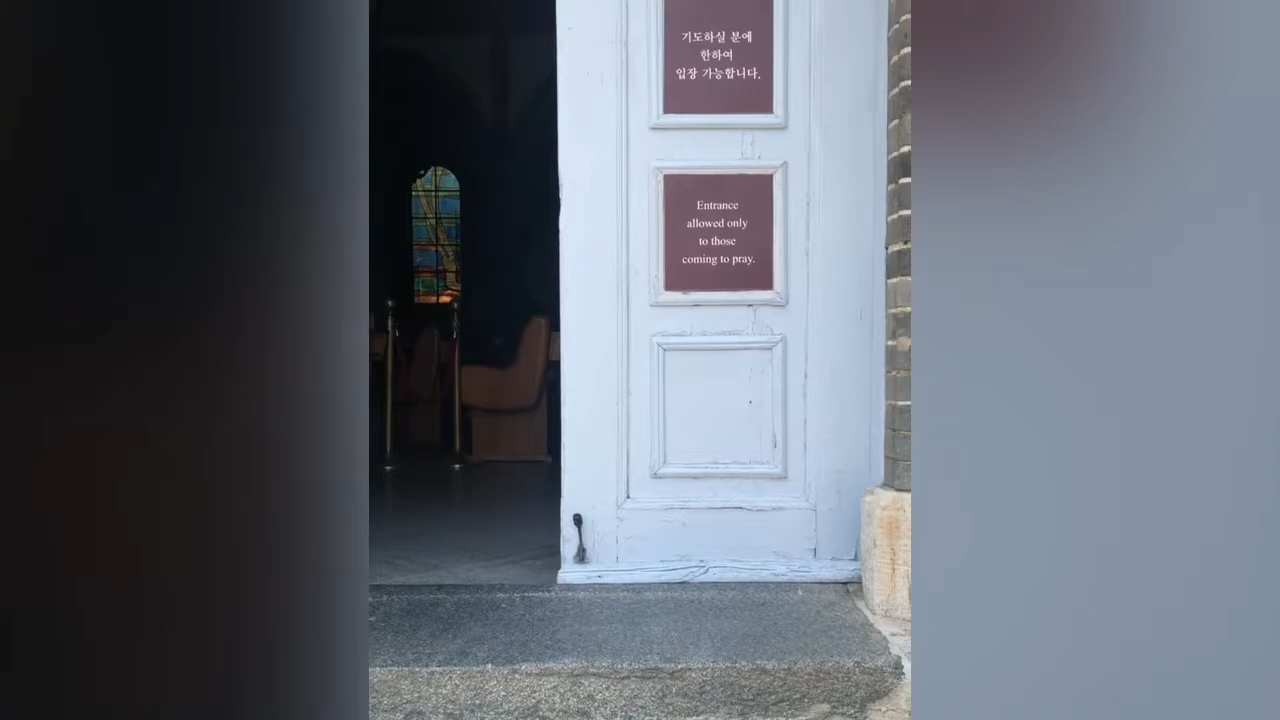 기도하실 분에
한하여
입장 가능합니다.
Entrance
allowed only
to those
coming to pray.